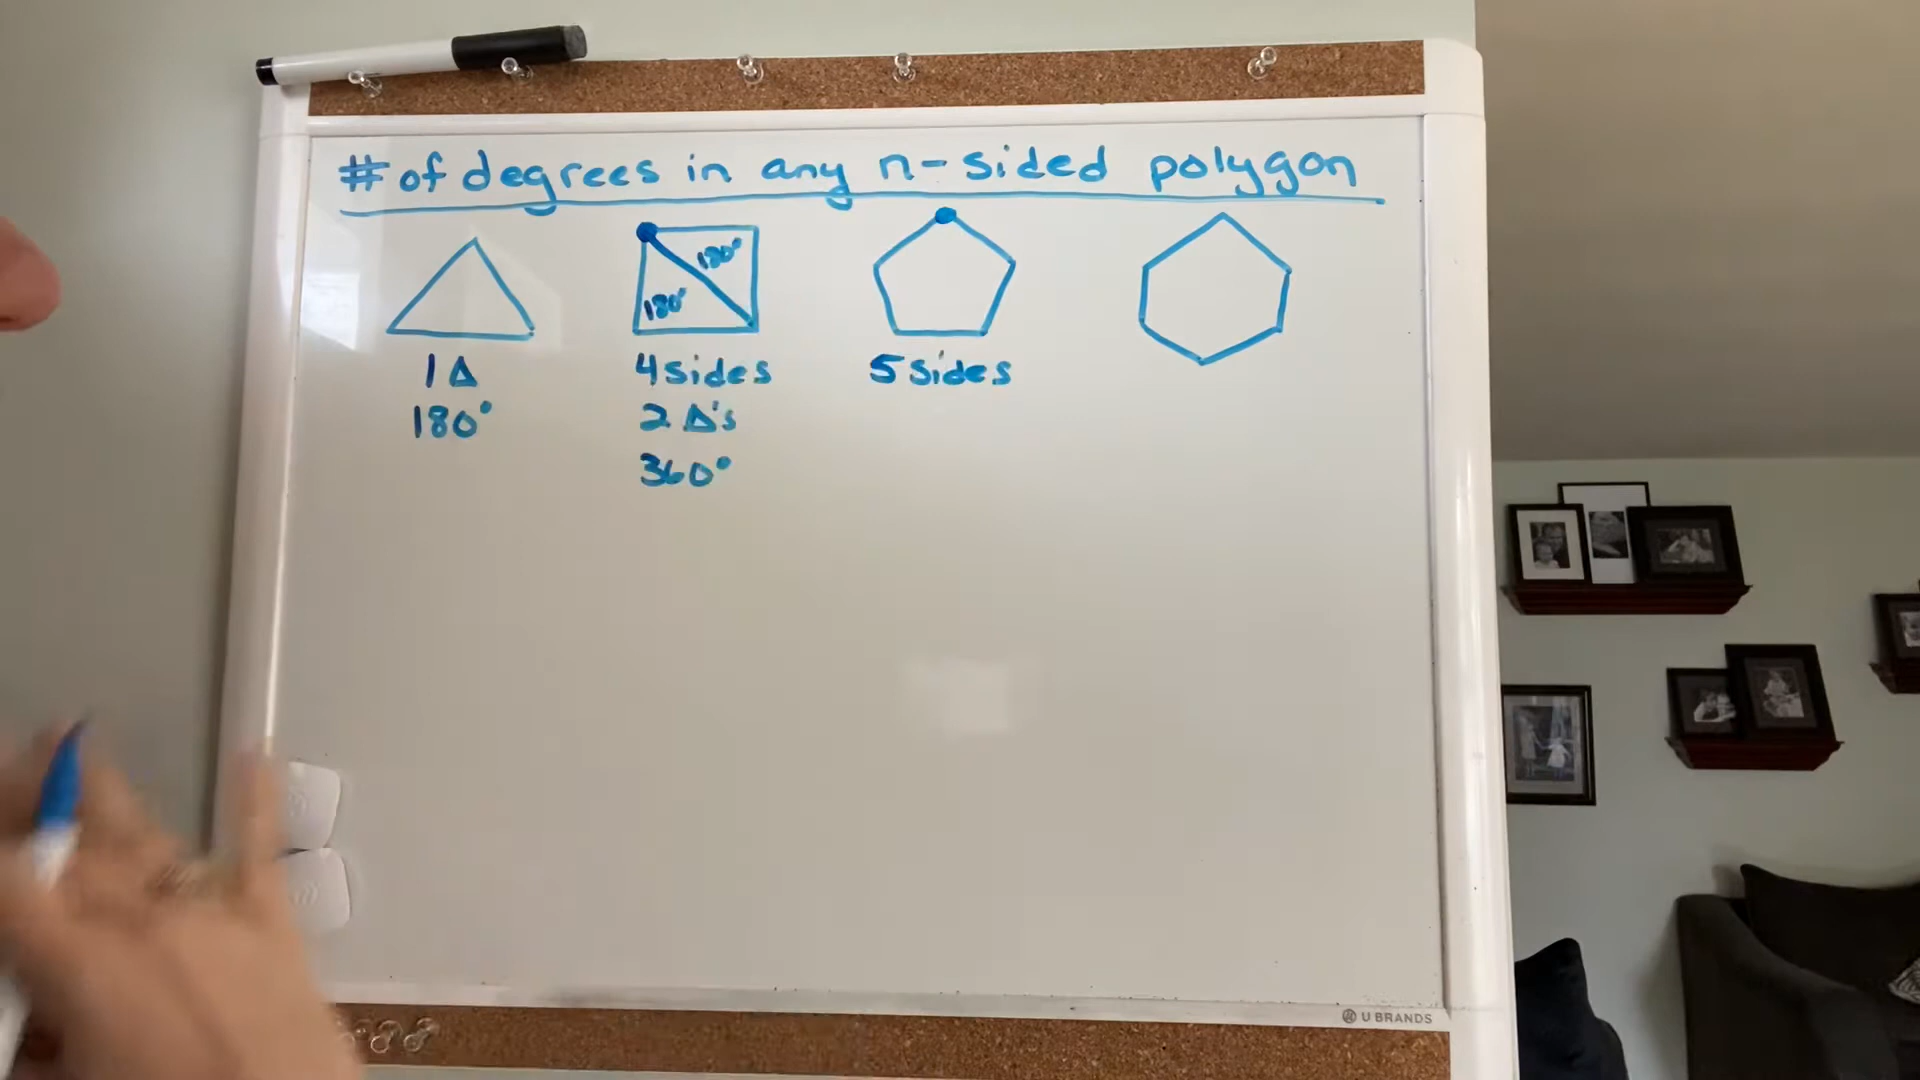 # of degrees in any n-sided polygon
180°
180°
1 Δ
180°
4 sides
2 Δ's
360°
5 sides
U BRANDS